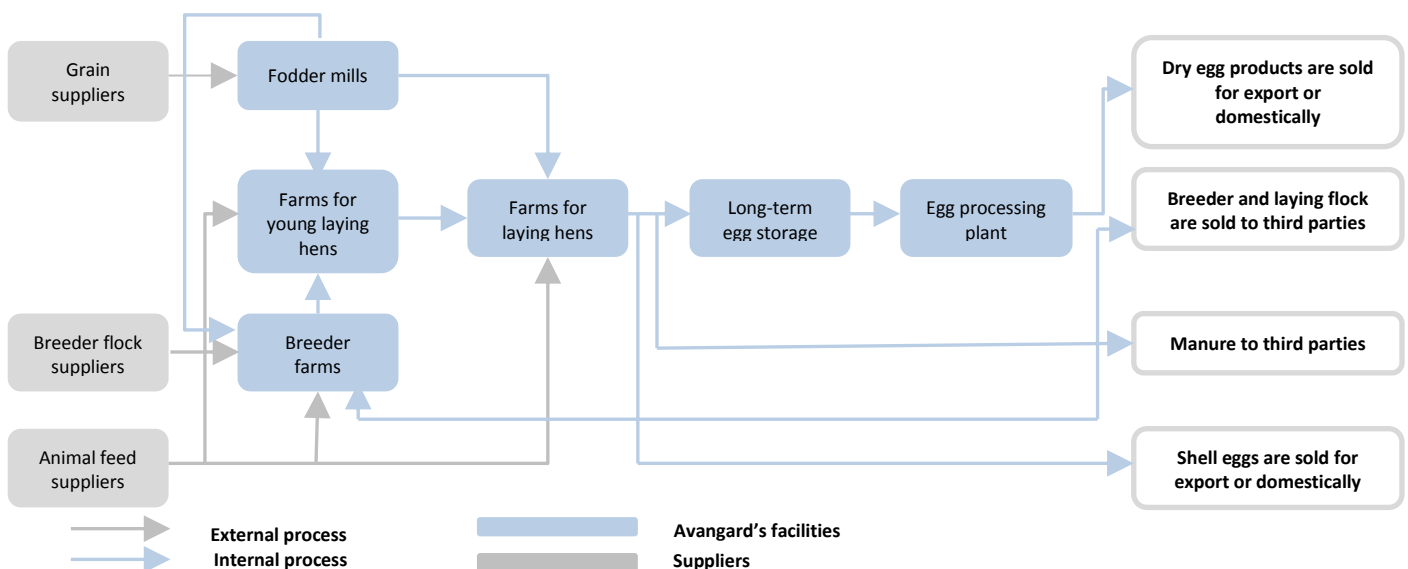 Grain
suppliers
Fodder mills
Dry egg products are sold
for export or
domestically
Farms for
young laying
hens
Farms for
laying hens
Long-term
egg storage
Egg processing
plant
Breeder and laying flock
are sold to third parties
Breeder flock
suppliers
Breeder
farms
Manure to third parties
Animal feed
suppliers
Shell eggs are sold for
export or domestically
External process
Internal process
Avangard’s facilities
Suppliers